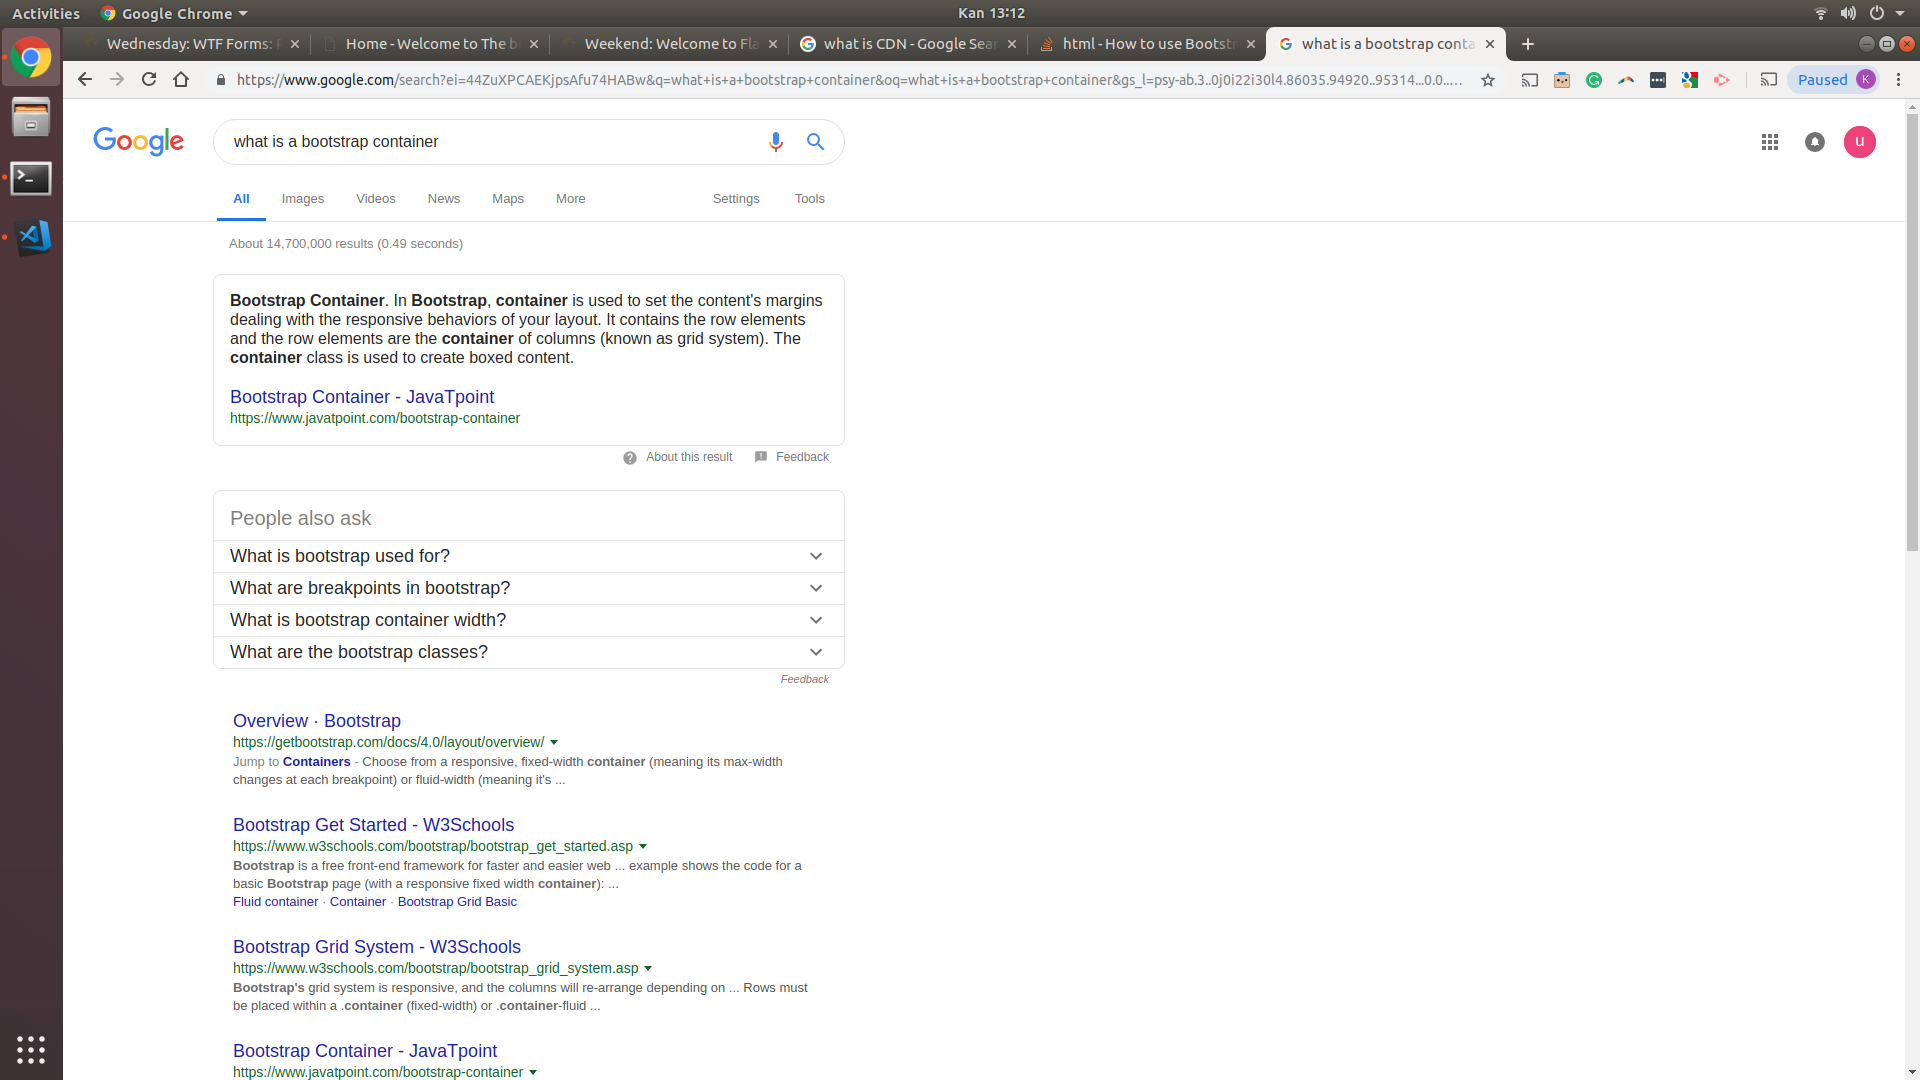 Activities Google Chrome Kan 13:12
Wednesday: WTF Forms: Home - Welcome to The b Weekend: Welcome to Fla what is CDN - Google Sear html - How to use Bootst what is a bootstrap conta
https://www.google.com/search?ei=44ZuXPCAEKjpsAfu74HABw&q=what+is+a+bootstrap+container&oq=what+is+a+bootstrap+container&gs_l=psy-ab.3..0j0i22i30l4.86035.94920..95314...0.0.... Paused K
Google what is a bootstrap container U
All Images Videos News Maps More Settings Tools
About 14,700,000 results (0.49 seconds)
Bootstrap Container. In Bootstrap, container is used to set the content's margins
dealing with the responsive behaviors of your layout. It contains the row elements
and the row elements are the container of columns (known as grid system). The
container class is used to create boxed content.
Bootstrap Container - JavaTpoint
https://www.javatpoint.com/bootstrap-container
About this result Feedback
People also ask
What is bootstrap used for?
What are breakpoints in bootstrap?
What is bootstrap container width?
What are the bootstrap classes?
Feedback
Overview · Bootstrap
https://getbootstrap.com/docs/4.0/layout/overview/
Jump to Containers - Choose from a responsive, fixed-width container (meaning its max-width
changes at each breakpoint) or fluid-width (meaning it's ...
Bootstrap Get Started - W3Schools
https://www.w3schools.com/bootstrap/bootstrap_get_started.asp
Bootstrap is a free front-end framework for faster and easier web ... example shows the code for a
basic Bootstrap page (with a responsive fixed width container): ...
Fluid container · Container · Bootstrap Grid Basic
Bootstrap Grid System - W3Schools
https://www.w3schools.com/bootstrap/bootstrap_grid_system.asp
Bootstrap's grid system is responsive, and the columns will re-arrange depending on ... Rows must
be placed within a .container (fixed-width) or .container-fluid ...
Bootstrap Container - JavaTpoint
https://www.javatpoint.com/bootstrap-container